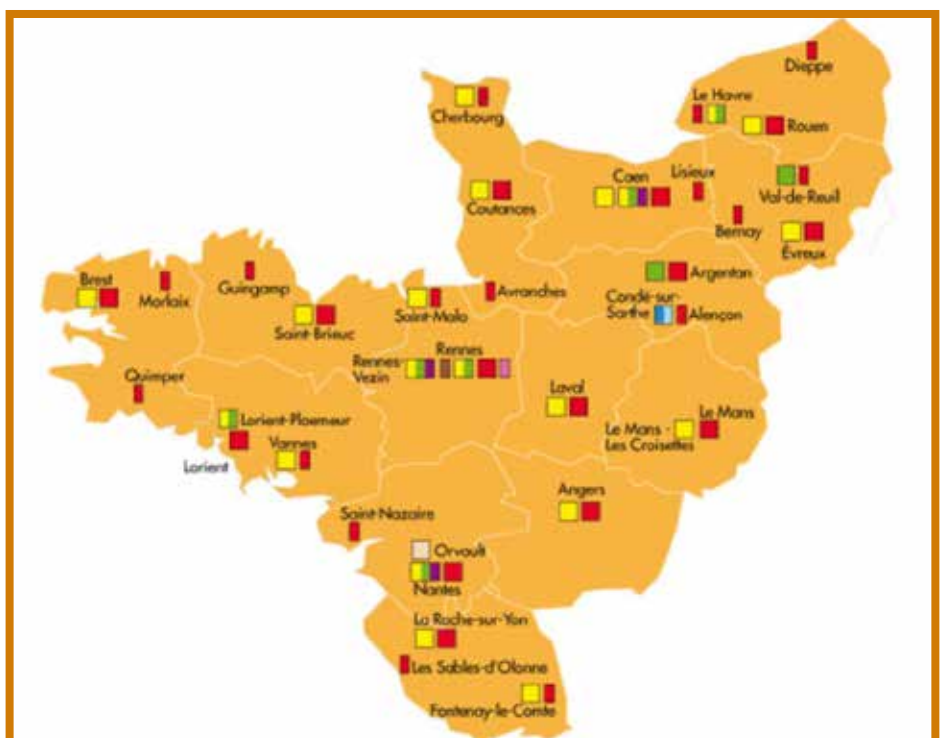 Dieppe
Le Havre
Rouen
Cherbourg
Caen
Lisieux
Val-de-Reuil
Coutances
Bernay
Évreux
Argentan
Avranches
Condé-sur-
Sarthe
Alençon
Brest
Morlaix
Guingamp
Saint-Brieuc
Saint-Malo
Rennes
Rennes-
Vezin
Quimper
Laval
Le Mans
Le Mans -
Les Croisettes
Lorient-Ploemeur
Vannes
Lorient
Angers
Saint-Nazaire
Orvault
Nantes
La Roche-sur-Yon
Les Sables-d'Olonne
Fontenay-le-Comte